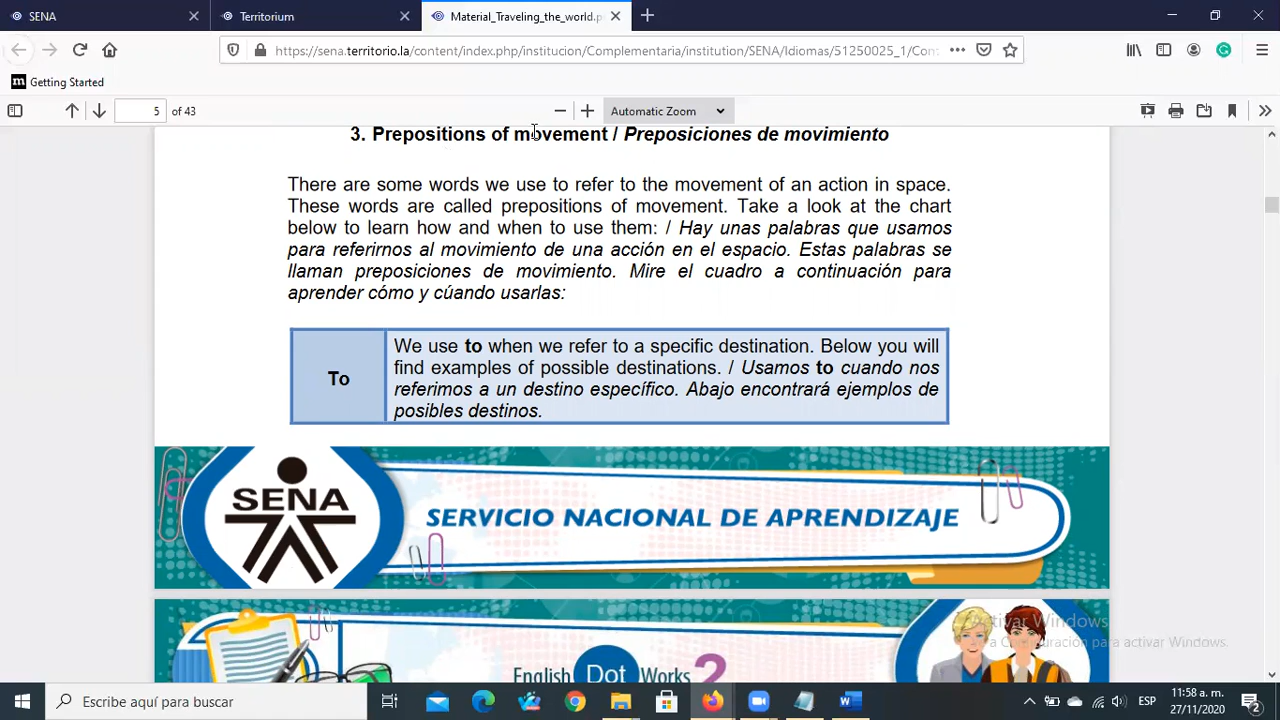 SENA
Territorium
Material_Traveling_the_world.p
https://sena.territorio.la/content/index.php/institucion/Complementaria/institution/SENA/Idiomas/51250025_1/Con
Getting Started
5 of 43
Automatic Zoom
3. Prepositions of movement / Preposiciones de movimiento
There are some words we use to refer to the movement of an action in space.
These words are called prepositions of movement. Take a look at the chart
below to learn how and when to use them: / Hay unas palabras que usamos
para referirnos al movimiento de una acción en el espacio. Estas palabras se
llaman preposiciones de movimiento. Mire el cuadro a continuación para
aprender cómo y cúando usarlas:
To
We use to when we refer to a specific destination. Below you will
find examples of possible destinations. / Usamos to cuando nos
referimos a un destino específico. Abajo encontrará ejemplos de
posibles destinos.
SENA
SERVICIO NACIONAL DE APRENDIZAJE
English Dot Works 2
Activar Windows
a Configuración para activar Windows.
Escribe aquí para buscar
ESP
11:58 a. m.
27/11/2020
2